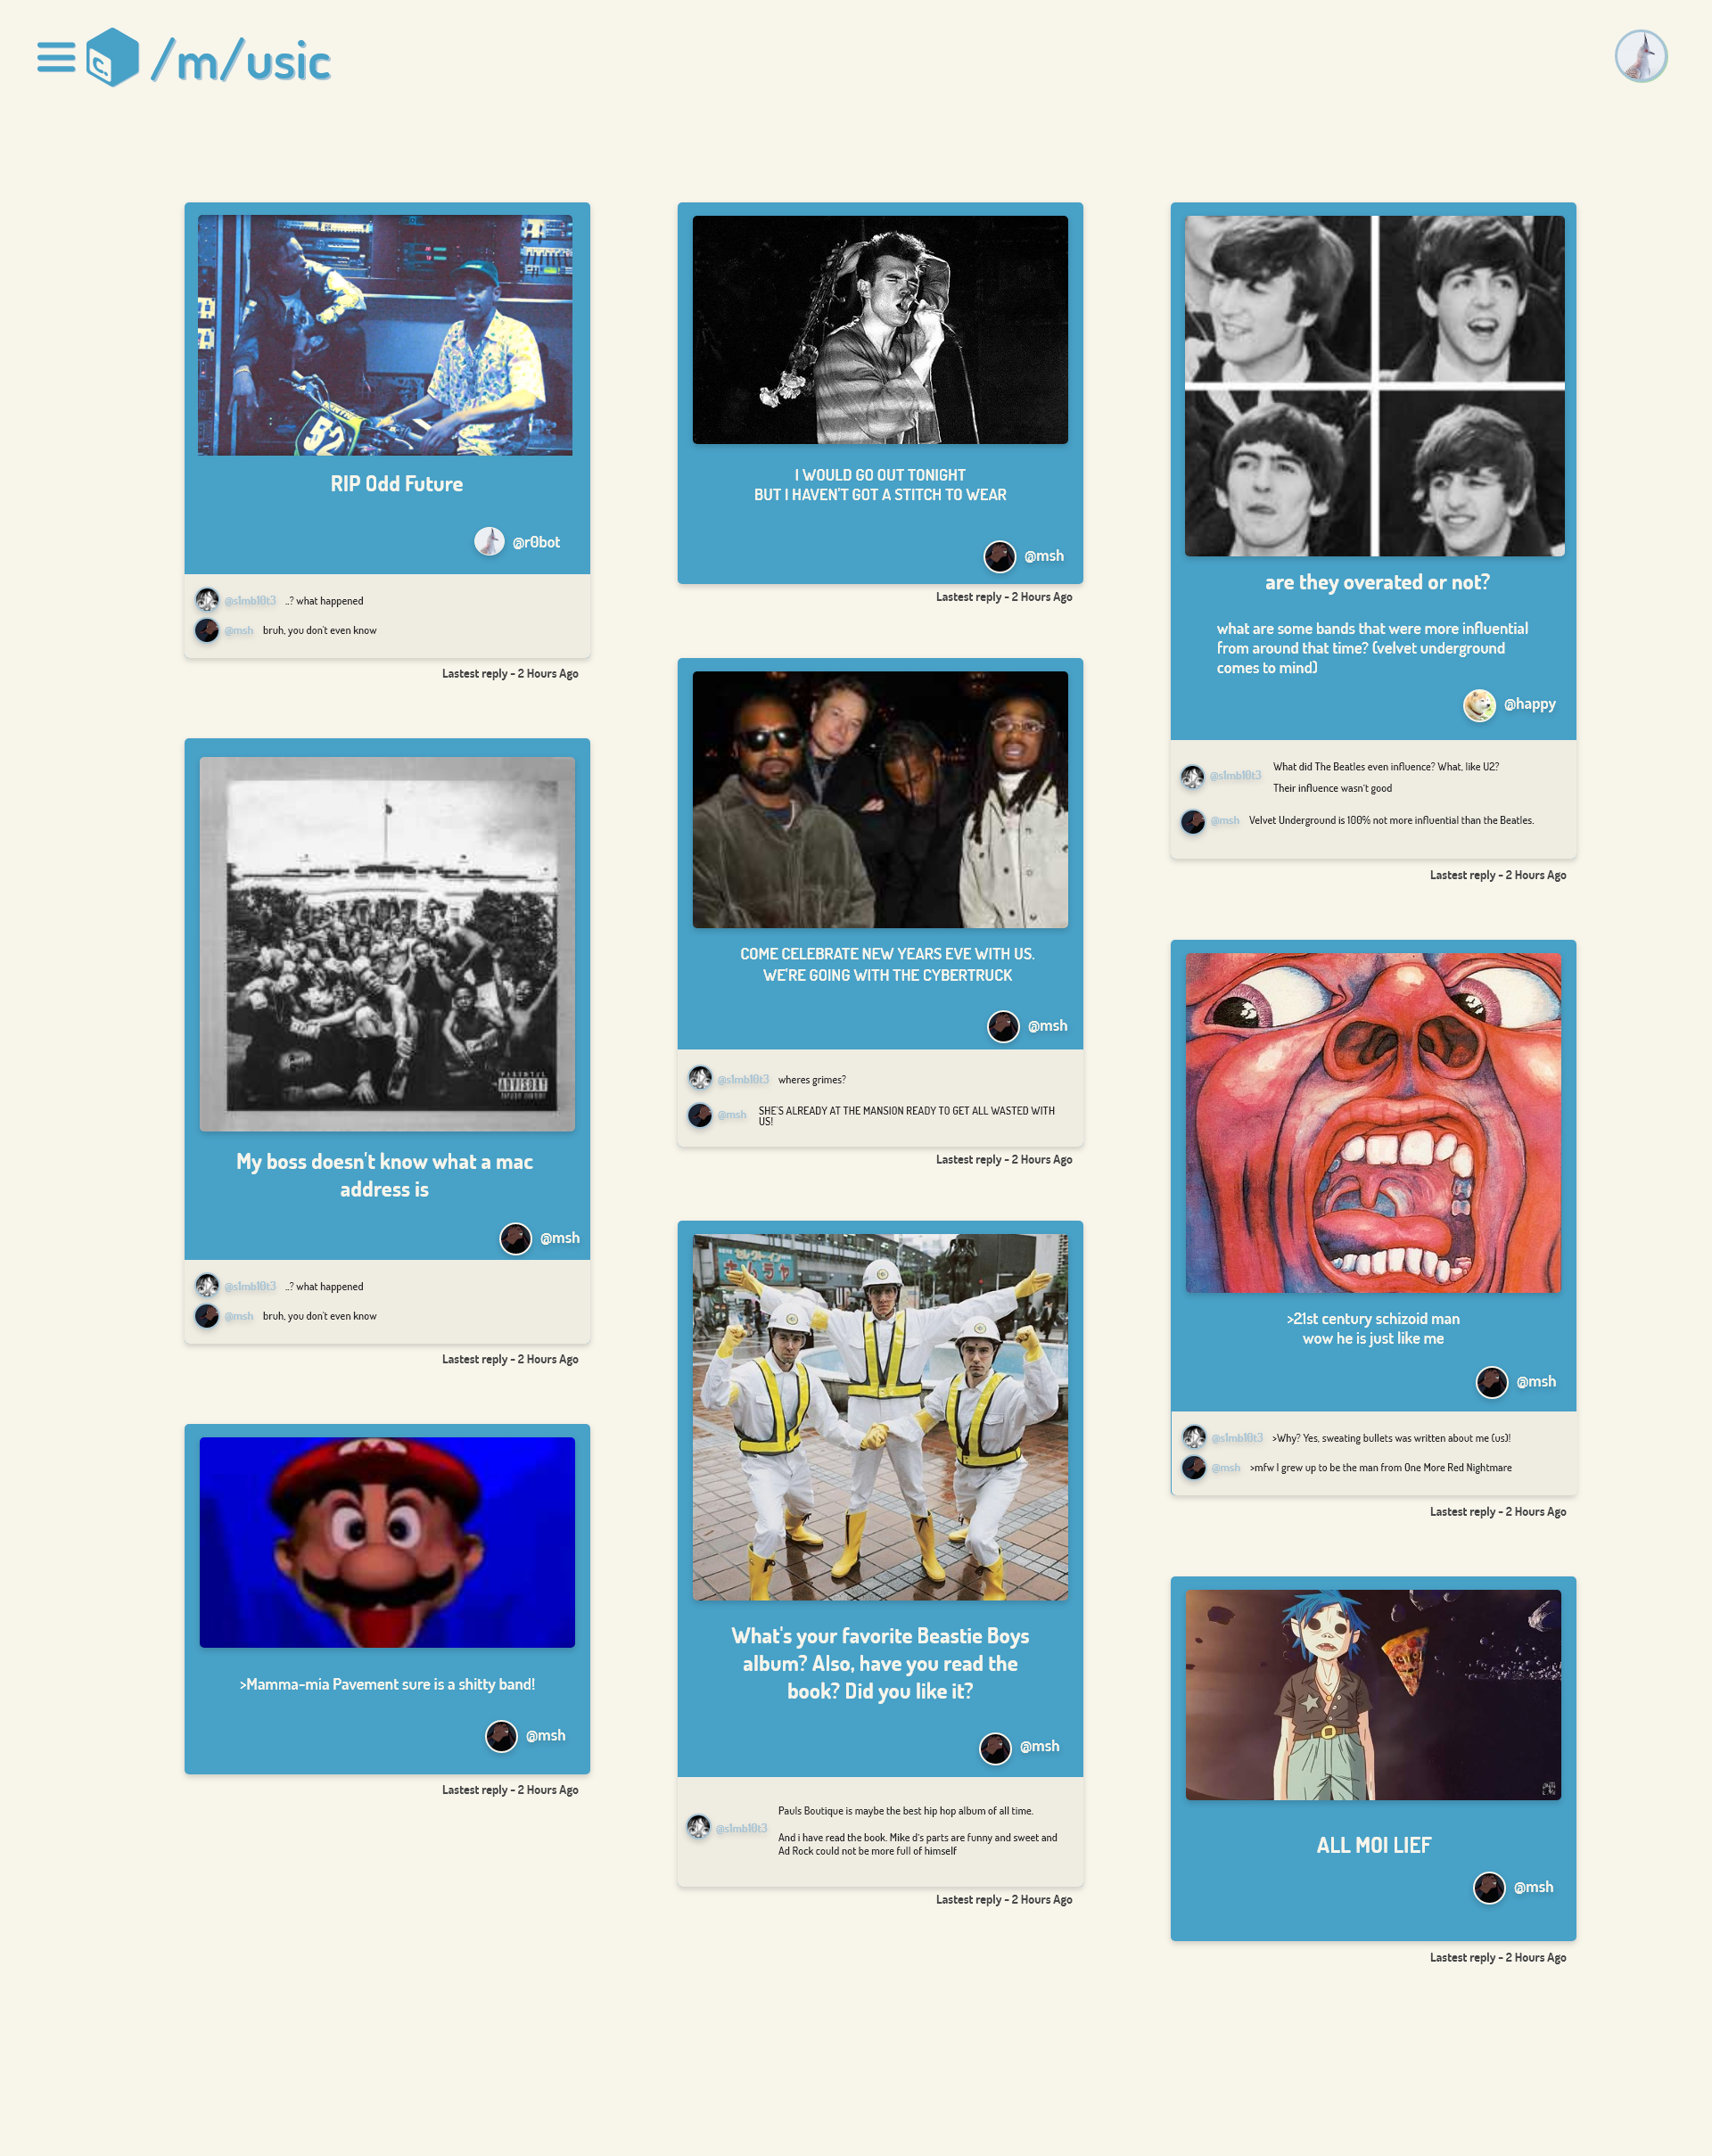 c.
/m/usic
52
RIP Odd Future
@r0bot
@s1mb10t3 ..? what happened
@msh bruh, you don't even know
Lastest reply - 2 Hours Ago
PARENTAL
ADVISORY
EXPLICIT CONTENT
My boss doesn't know what a mac
address is
@msh
@s1mb10t3 ..? what happened
@msh bruh, you don't even know
Lastest reply - 2 Hours Ago
M
>Mamma-mia Pavement sure is a shitty band!
@msh
Lastest reply - 2 Hours Ago
I WOULD GO OUT TONIGHT
BUT I HAVEN'T GOT A STITCH TO WEAR
@msh
Lastest reply - 2 Hours Ago
COME CELEBRATE NEW YEARS EVE WITH US.
WE'RE GOING WITH THE CYBERTRUCK
@msh
@s1mb10t3 wheres grimes?
@msh SHE'S ALREADY AT THE MANSION READY TO GET ALL WASTED WITH
US!
Lastest reply - 2 Hours Ago
What's your favorite Beastie Boys
album? Also, have you read the
book? Did you like it?
@msh
Pauls Boutique is maybe the best hip hop album of all time.
@s1mb10t3
And i have read the book. Mike d's parts are funny and sweet and
Ad Rock could not be more full of himself
Lastest reply - 2 Hours Ago
are they overated or not?
what are some bands that were more influential
from around that time? (velvet underground
comes to mind)
@happy
@s1mb10t3 What did The Beatles even influence? What, like U2?
Their influence wasn't good
@msh Velvet Underground is 100% not more influential than the Beatles.
Lastest reply - 2 Hours Ago
>21st century schizoid man
wow he is just like me
@msh
@s1mb10t3 >Why? Yes, sweating bullets was written about me (us)!
@msh >mfw I grew up to be the man from One More Red Nightmare
Lastest reply - 2 Hours Ago
ALL MOI LIEF
@msh
Lastest reply - 2 Hours Ago